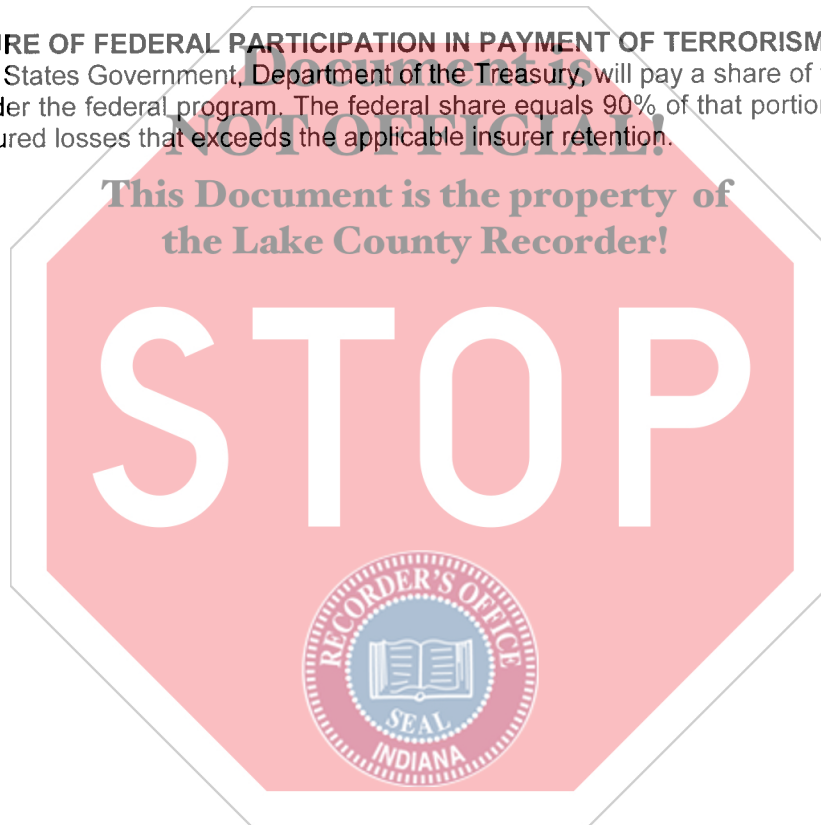 RE OF FEDERAL PARTICIPATION IN PAYMENT OF TERRORISM
States Government, Department of the Treasury, will pay a share of
der the federal program. The federal share equals 90% of that portion
ured losses that exceeds the applicable insurer retention.
Document is
NOT OFFICIAL!
This Document is the property of
the Lake County Recorder!
STOP
RECORDER'S OFFICE
SEAL
INDIANA